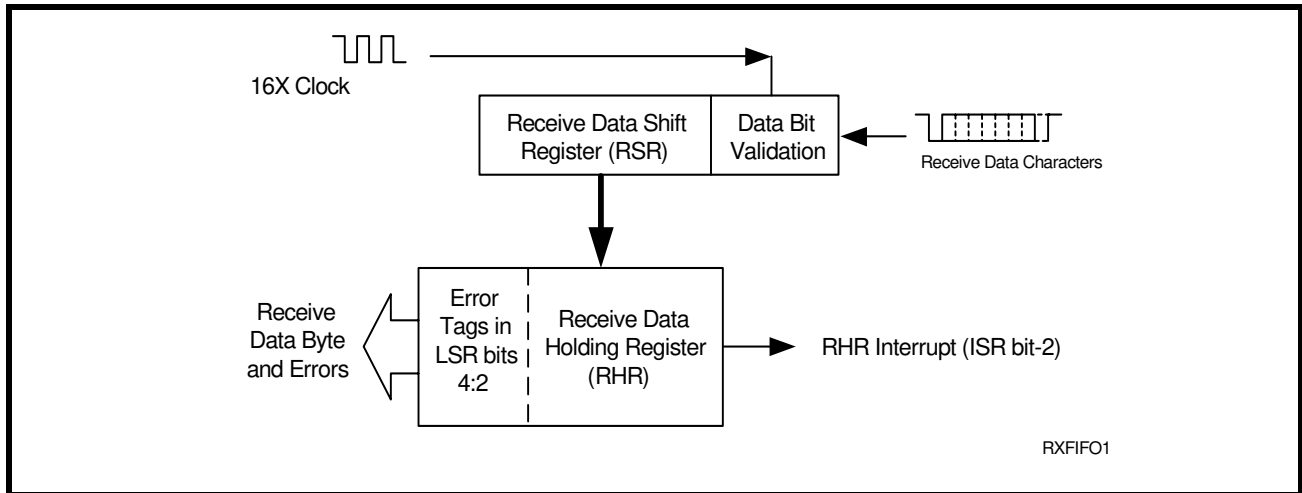 16X Clock
Receive Data Shift
Register (RSR)
Data Bit
Validation
Receive Data Characters
Receive
Data Byte
and Errors
Error
Tags in
LSR bits
4:2
Receive Data
Holding Register
(RHR)
RHR Interrupt (ISR bit-2)
RXFIFO1